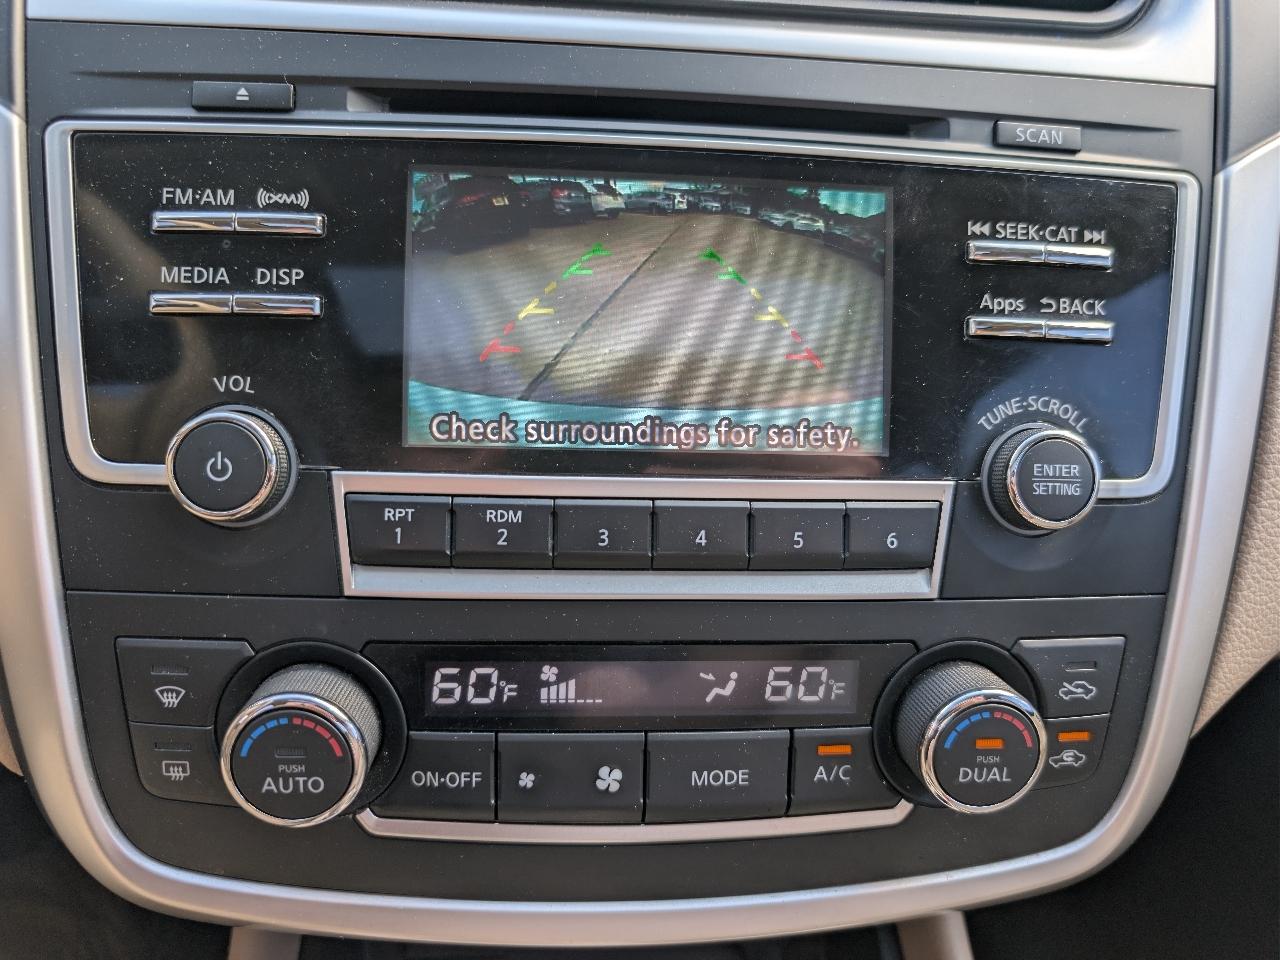 SCAN
FM·AM ((XM))
MEDIA DISP
VOL
SEEK·CAT
Apps BACK
TUNE·SCROLL
ENTER
SETTING
Check surroundings for safety.
RPT
1
RDM
2
3
4
5
6
60°F
60°F
PUSH
AUTO
ON·OFF
MODE
A/C
PUSH
DUAL